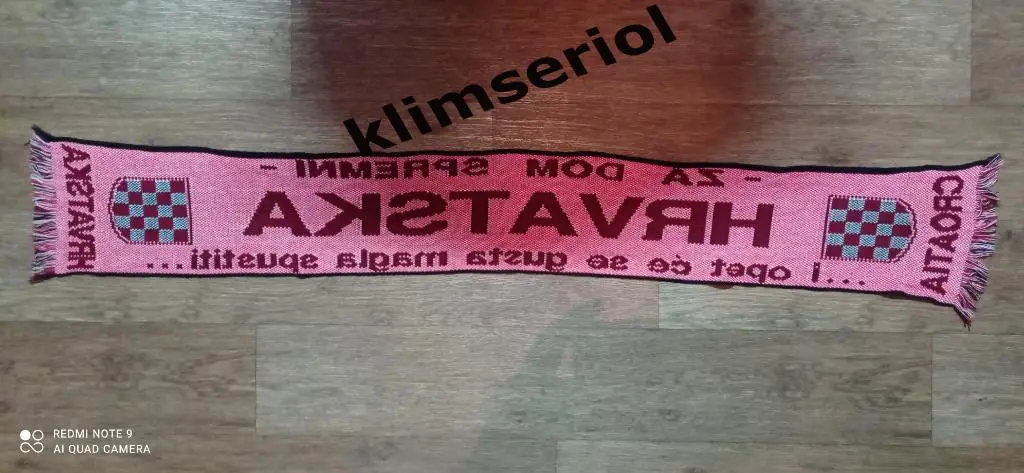 klimseriol
- ZA DOM SPREMNI -
HRVATSKA
...i opet će se gusta magla spustiti...
HRVATSKA
CROATIA
REDMI NOTE 9
AI QUAD CAMERA